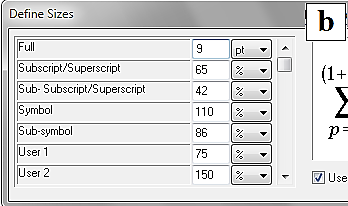 Define Sizes
b
Full 9 pt
Subscript/Superscript 65 %
Sub- Subscript/Superscript 42 %
Symbol 110 %
Sub-symbol 86 %
User 1 75 %
User 2 150 %
(1+
∑
p=
Use